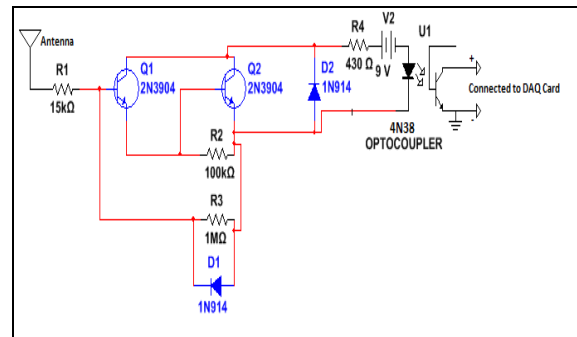 Antenna
R1
15kΩ
Q1
2N3904
Q2
2N3904
R2
100kΩ
R3
1MΩ
D1
1N914
D2
1N914
R4
430 Ω
V2
9 V
U1
4N38
OPTOCOUPLER
+
Connected to DAQ Card
-